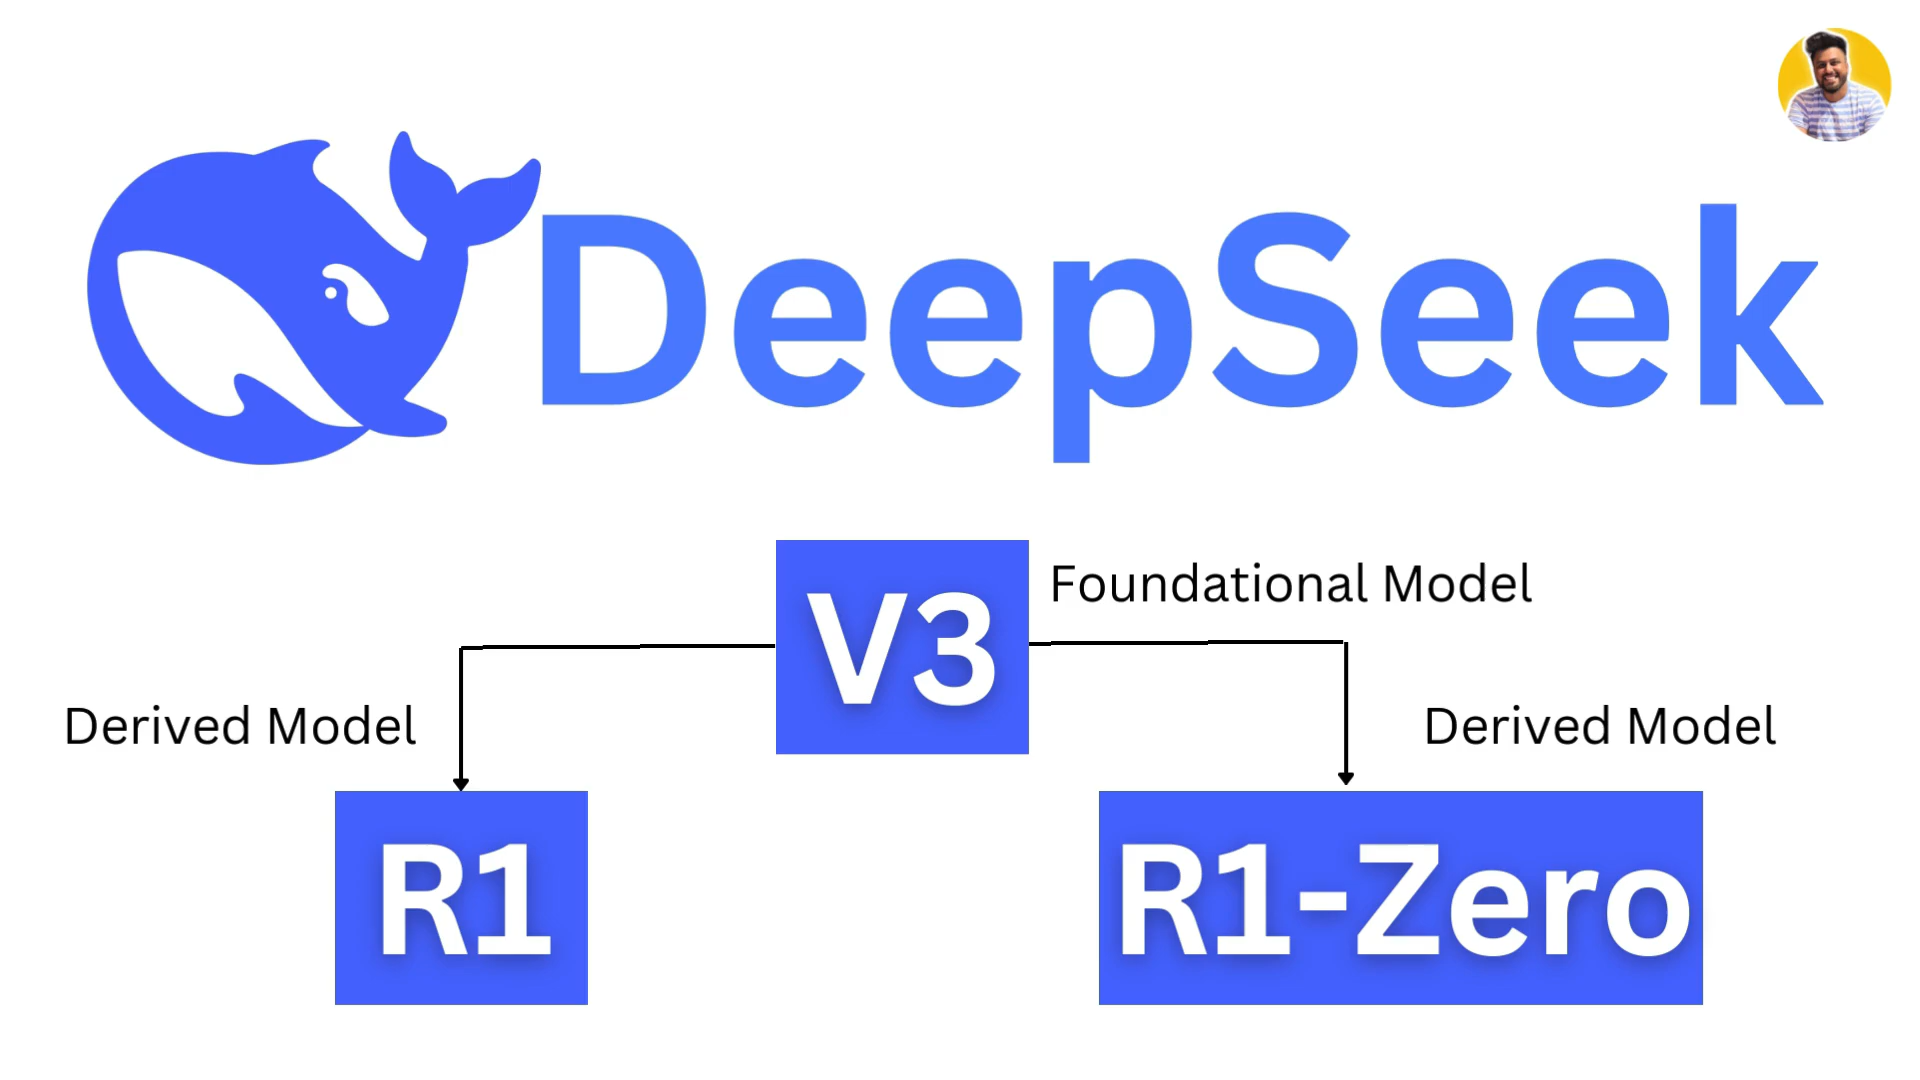 DeepSeek
V3
Foundational Model
Derived Model
Derived Model
R1
R1-Zero